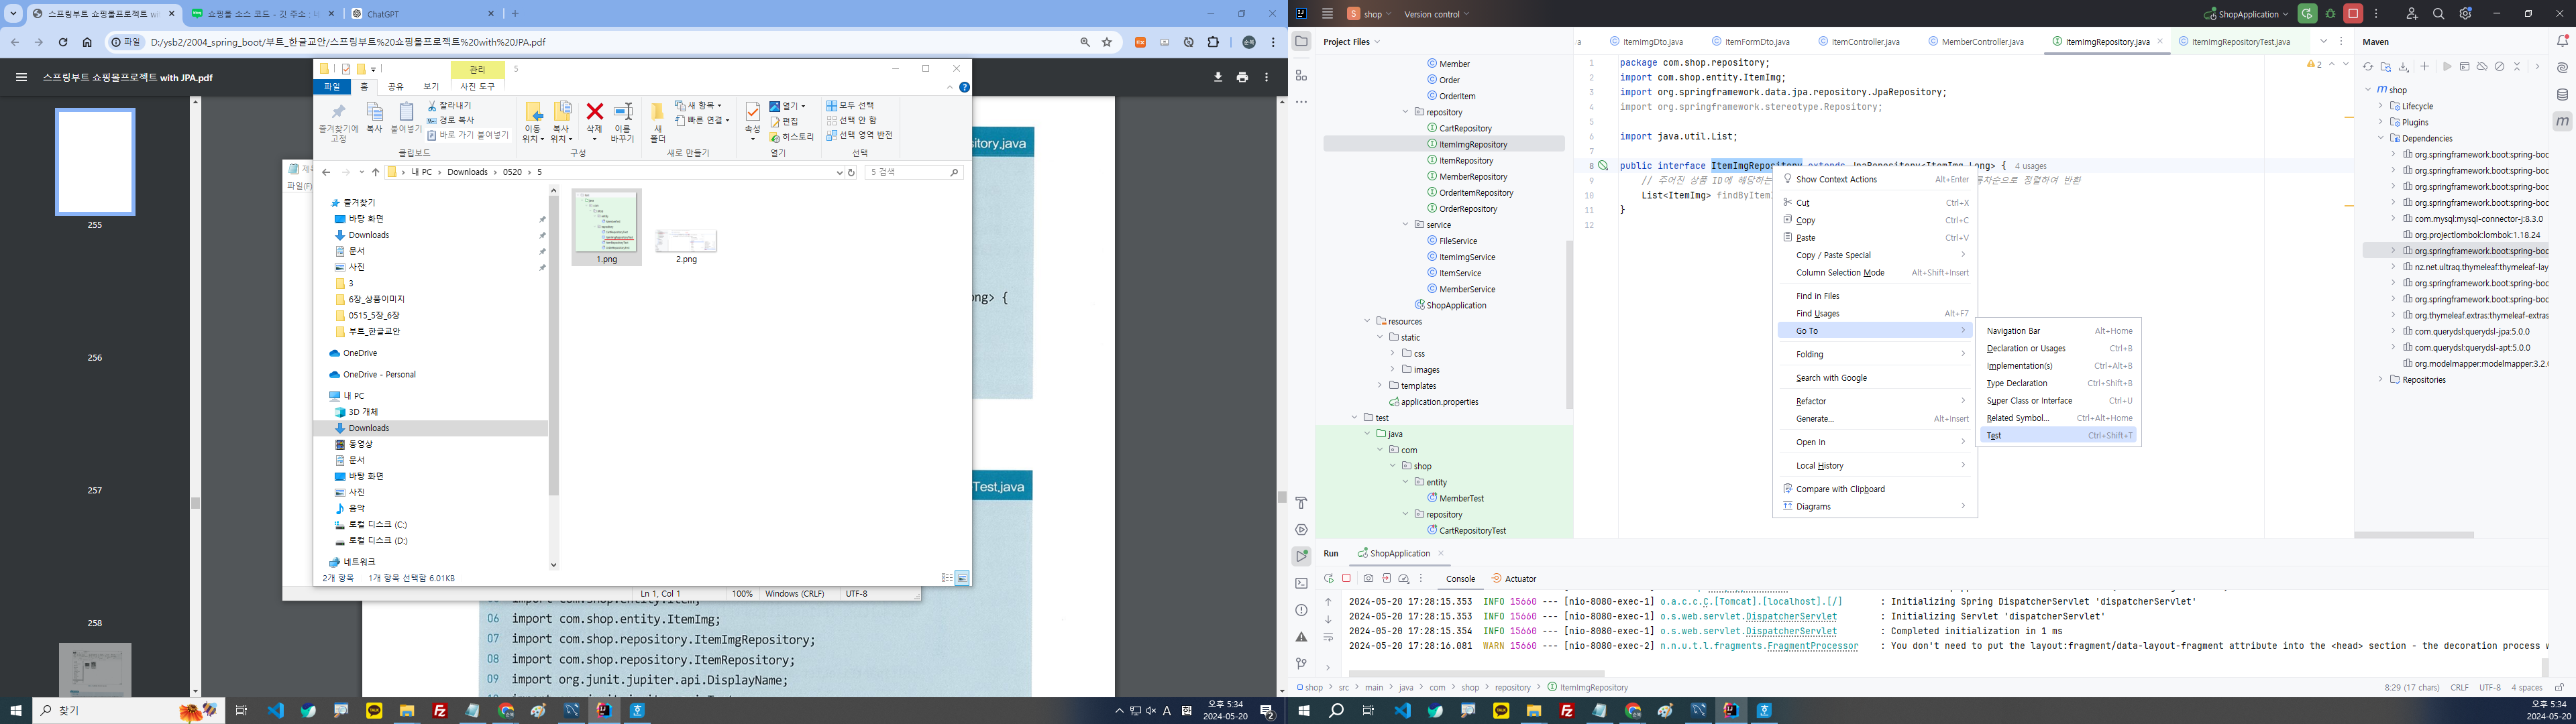 스프링부트 쇼핑몰프로젝트 wit
쇼핑몰 소스 코드 - 깃 주소 : 네
ChatGPT
파일
D:/ysb2/2004_spring_boot/부트_한글교안/스프링부트%20쇼핑몰프로젝트%20with%20JPA.pdf
스프링부트 쇼핑몰프로젝트 with JPA.pdf
255
256
257
258
관리
5
파일 홈 공유 보기 사진 도구
즐겨찾기에 고정
복사
붙여넣기
잘라내기
경로 복사
바로 가기 붙여넣기
클립보드
이동 위치
복사 위치
삭제
이름 바꾸기
구성
새 폴더
새 항목
빠른 연결
새로 만들기
속성
열기
편집
히스토리
열기
모두 선택
선택 안 함
선택 영역 반전
선택
내 PC > Downloads > 0520 > 5
5 검색
즐겨찾기
바탕 화면
Downloads
문서
사진
3
6장_상품이미지
0515_5장_6장
부트_한글교안
OneDrive
OneDrive - Personal
내 PC
3D 개체
Downloads
동영상
문서
바탕 화면
사진
음악
로컬 디스크 (C:)
로컬 디스크 (D:)
네트워크
1.png
2.png
2개 항목 1개 항목 선택함 6.01KB
파일(F)
Ln 1, Col 1 100% Windows (CRLF) UTF-8
sitory.java
ong> {
Test.java
import com.shop.entity.Item;
06 import com.shop.entity.ItemImg;
07 import com.shop.repository.ItemImgRepository;
08 import com.shop.repository.ItemRepository;
09 import org.junit.jupiter.api.DisplayName;
찾기
오후 5:34
2024-05-20
shop Version control
ShopApplication
Project Files
Member
Order
OrderItem
repository
CartRepository
ItemImgRepository
ItemRepository
MemberRepository
OrderItemRepository
OrderRepository
service
FileService
ItemImgService
ItemService
MemberService
ShopApplication
resources
static
css
images
templates
application.properties
test
java
com
shop
entity
MemberTest
repository
CartRepositoryTest
ItemImgDto.java ItemFormDto.java ItemController.java MemberController.java ItemImgRepository.java ItemImgRepositoryTest.java
1 package com.shop.repository;
2 import com.shop.entity.ItemImg;
3 import org.springframework.data.jpa.repository.JpaRepository;
4 import org.springframework.stereotype.Repository;
5
6 import java.util.List;
7
8 public interface ItemImgRepository extends JpaRepository<ItemImg,Long> { 4 usages
9 // 주어진 상품 ID에 해당하는 름차순으로 정렬하여 반환
10 List<ItemImg> findByItemI
11 }
12
2
Show Context Actions Alt+Enter
Cut Ctrl+X
Copy Ctrl+C
Paste Ctrl+V
Copy / Paste Special
Column Selection Mode Alt+Shift+Insert
Find in Files
Find Usages Alt+F7
Go To
Folding
Search with Google
Refactor
Generate... Alt+Insert
Open In
Local History
Compare with Clipboard
Diagrams
Navigation Bar Alt+Home
Declaration or Usages Ctrl+B
Implementation(s) Ctrl+Alt+B
Type Declaration Ctrl+Shift+B
Super Class or Interface Ctrl+U
Related Symbol... Ctrl+Alt+Home
Test Ctrl+Shift+T
Maven
shop
Lifecycle
Plugins
Dependencies
org.springframework.boot:spring-boo
org.springframework.boot:spring-boo
org.springframework.boot:spring-boo
org.springframework.boot:spring-boo
com.mysql:mysql-connector-j:8.3.0
org.projectlombok:lombok:1.18.24
org.springframework.boot:spring-boo
nz.net.ultraq.thymeleaf:thymeleaf-lay
org.springframework.boot:spring-boo
org.springframework.boot:spring-boo
org.thymeleaf.extras:thymeleaf-extras
com.querydsl:querydsl-jpa:5.0.0
com.querydsl:querydsl-apt:5.0.0
org.modelmapper:modelmapper:3.2.0
Repositories
Run ShopApplication
Console Actuator
2024-05-20 17:28:15.353 INFO 15660 --- [nio-8080-exec-1] o.a.c.c.C.[Tomcat].[localhost].[/] : Initializing Spring DispatcherServlet 'dispatcherServlet'
2024-05-20 17:28:15.353 INFO 15660 --- [nio-8080-exec-1] o.s.web.servlet.DispatcherServlet : Initializing Servlet 'dispatcherServlet'
2024-05-20 17:28:15.354 INFO 15660 --- [nio-8080-exec-1] o.s.web.servlet.DispatcherServlet : Completed initialization in 1 ms
2024-05-20 17:28:16.081 WARN 15660 --- [nio-8080-exec-2] n.n.u.t.l.fragments.FragmentProcessor : You don't need to put the layout:fragment/data-layout-fragment attribute into the <head> section - the decoration process w
shop > src > main > java > com > shop > repository > ItemImgRepository
8:29 (17 chars) CRLF UTF-8 4 spaces
오후 5:34
2024-05-20